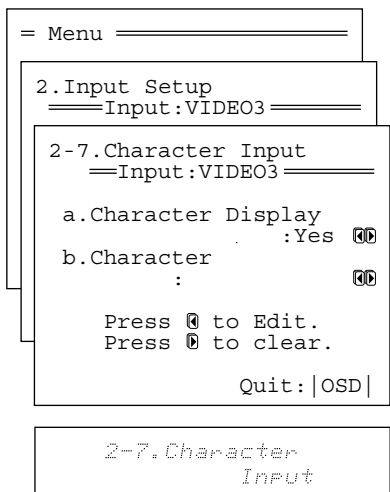 = Menu
2.Input Setup
Input:VIDEO3
2-7.Character Input
Input:VIDEO3
a.Character Display
:Yes
b.Character
:
Press to Edit.
Press to clear.
Quit:|OSD|
2-7.Character
Input